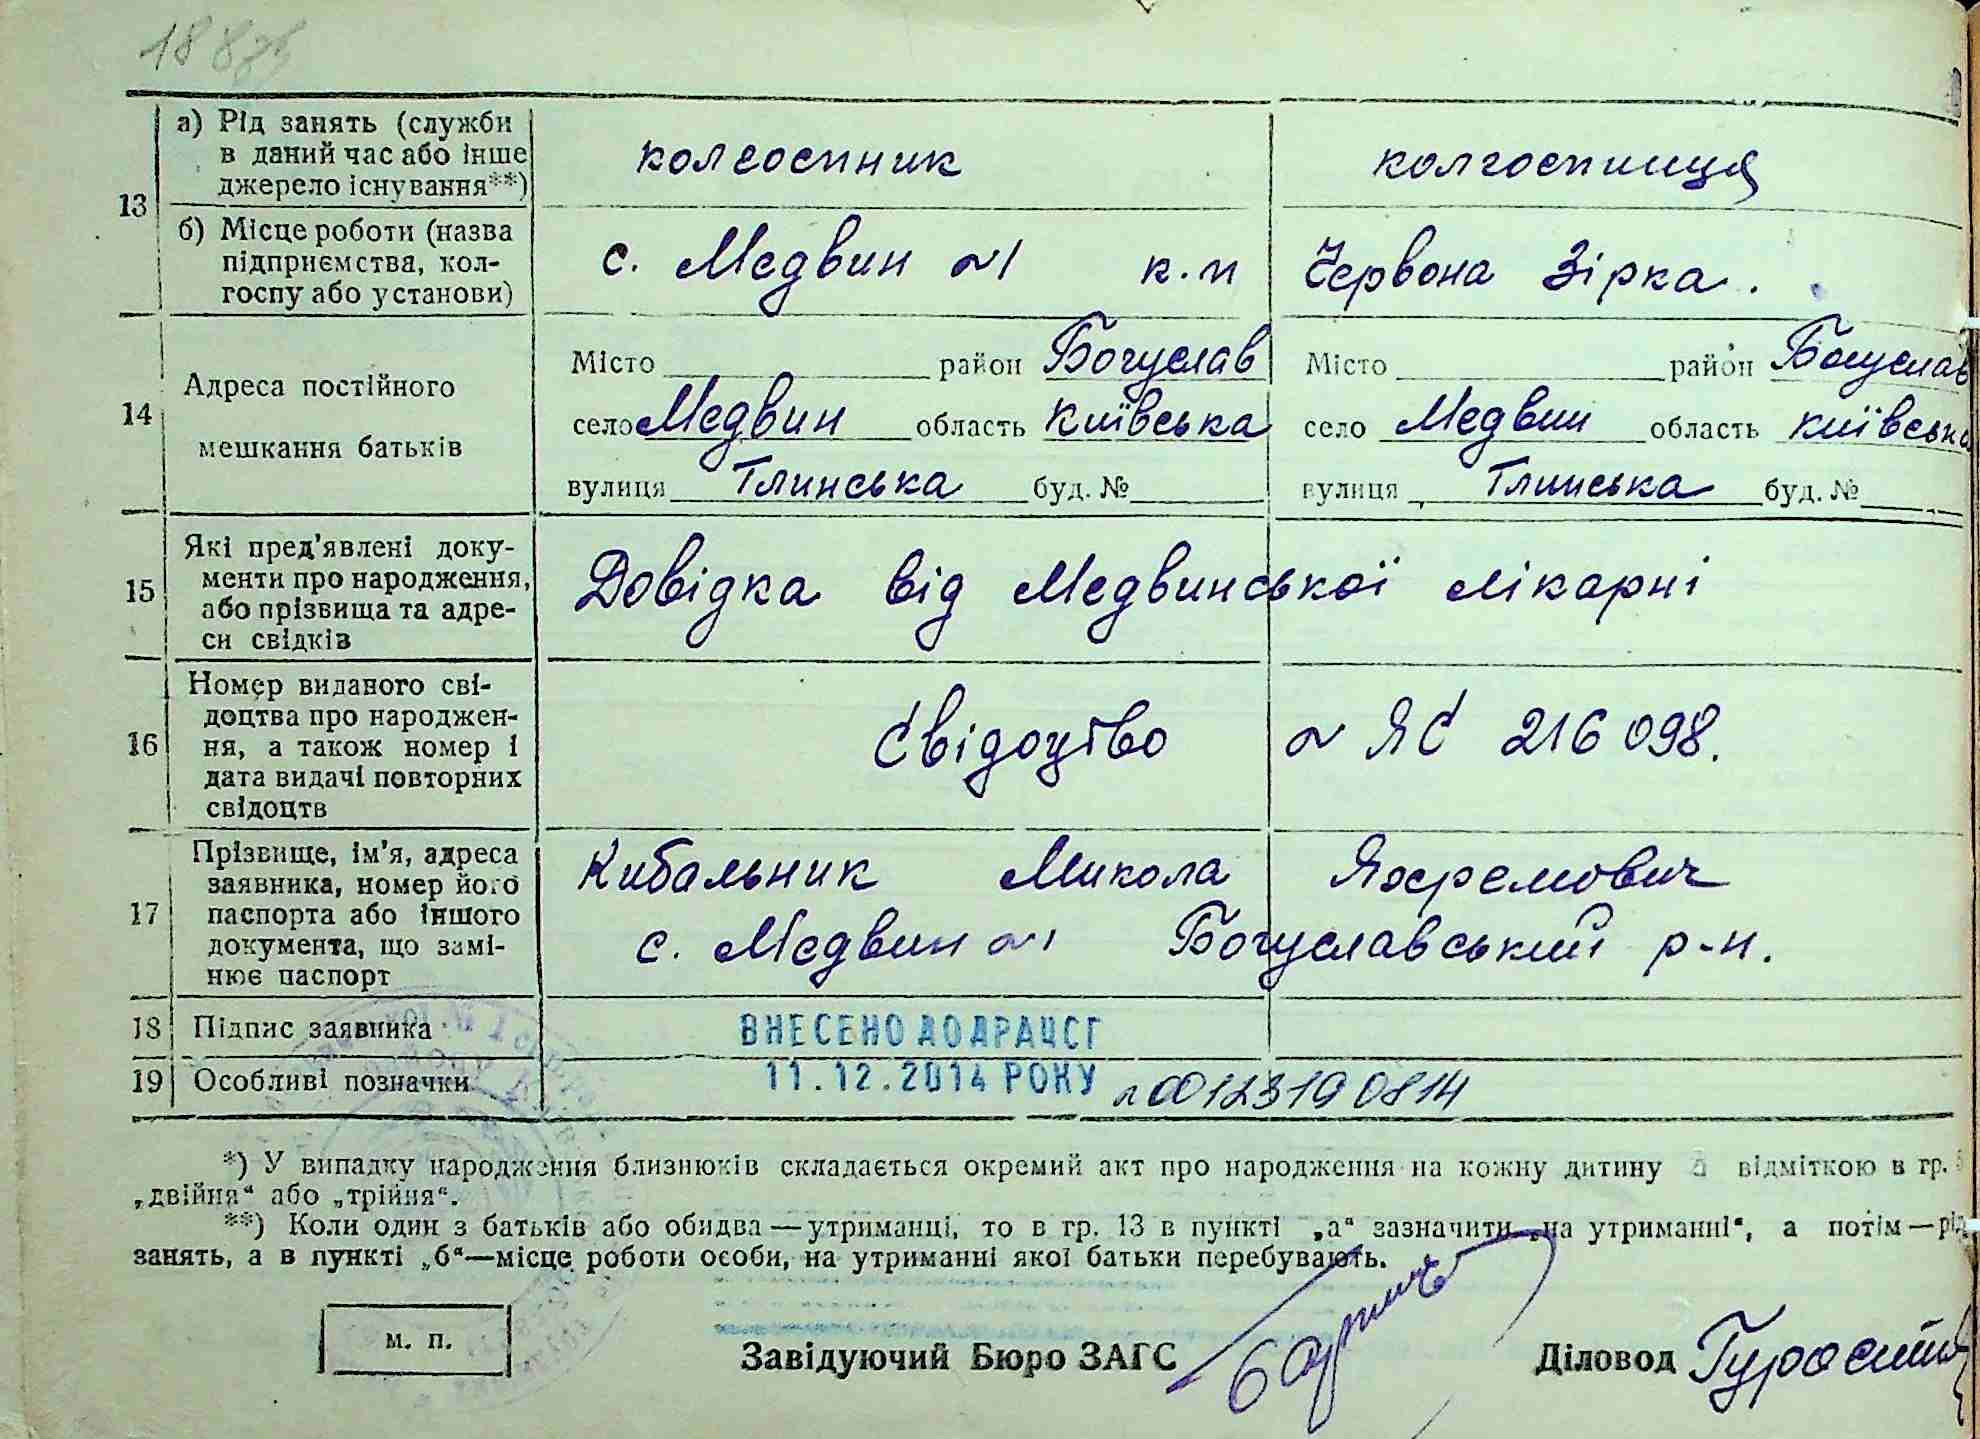 13 а) Рід занять (служби в даний час або інше джерело існування**) колгоспник колгоспниця
б) Місце роботи (назва підприємства, колгоспу або установи) с. Медвин №1 к.п Червона Зірка.
14 Адреса постійного мешкання батьків
Місто район Богуслав Місто район Богуслав
село Медвин область Київська село Медвин область Київська
вулиця Глинська буд. № вулиця Глинська буд. №
15 Які пред'явлені документи про народження, або прізвища та адреси свідків Довідка від Медвинської лікарні
16 Номер виданого свідоцтва про народження, а також номер і дата видачі повторних свідоцтв Свідоцтво № ЯС 216098.
17 Прізвище, ім'я, адреса заявника, номер його паспорта або іншого документа, що замінює паспорт Кибальник Микола Яхремович
с. Медвин №1 Богуславський р-н.
18 Підпис заявника ВНЕСЕНО ДО ДРАЦСГ
19 Особливі позначки 11.12.2014 РОКУ №00123190814
*) У випадку народження близнюків складається окремий акт про народження на кожну дитину з відміткою в гр.
„двійня“ або „трійня“.
**) Коли один з батьків або обидва — утриманці, то в гр. 13 в пункті „а“ зазначити „на утриманні“, а потім — рід
занять, а в пункті „б“ — місце роботи особи, на утриманні якої батьки перебувають.
м. п.
Завідуючий Бюро ЗАГС Діловод